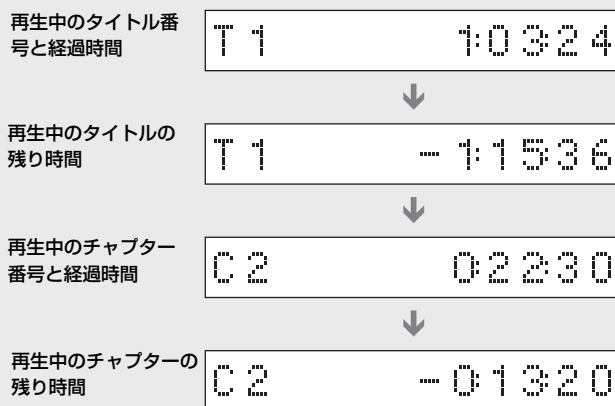 再生中のタイトル番
号と経過時間
T 1 1:03:24
再生中のタイトルの
残り時間
T 1 -1:15:36
再生中のチャプター
番号と経過時間
C 2 0:22:30
再生中のチャプターの
残り時間
C 2 -0:13:20